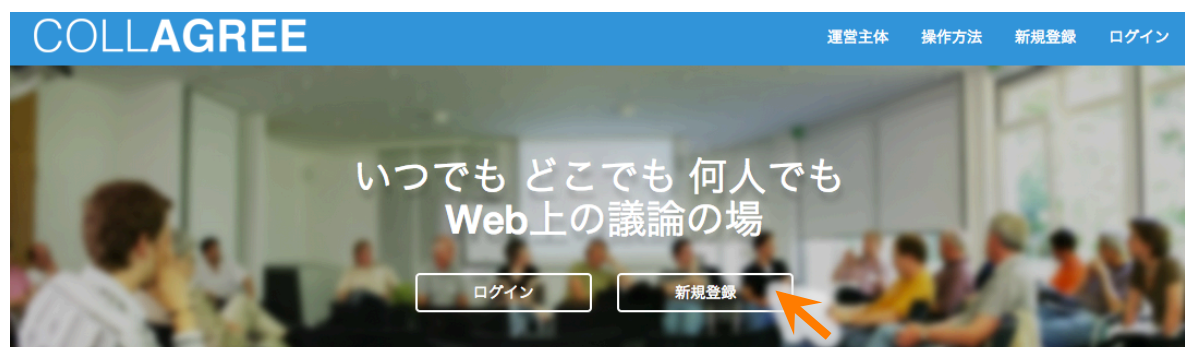 COLLAGREE
運営主体 操作方法 新規登録 ログイン
いつでも どこでも 何人でも
Web上の議論の場
ログイン 新規登録